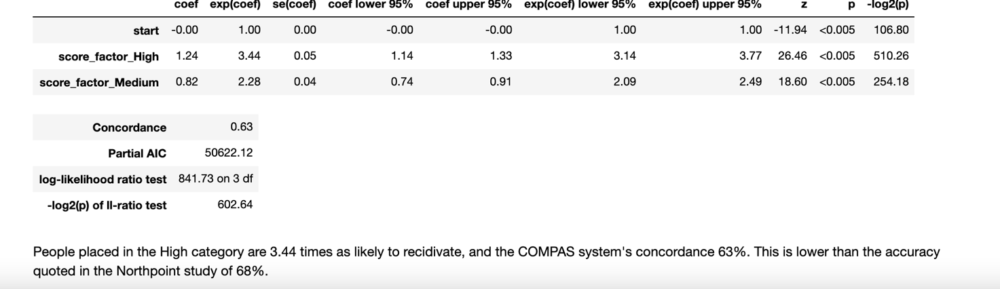 coef exp(coef) se(coef) coef lower 95% coef upper 95% exp(coef) lower 95% exp(coef) upper 95% z p -log2(p)
start -0.00 1.00 0.00 -0.00 -0.00 1.00 1.00 -11.94 <0.005 106.80
score_factor_High 1.24 3.44 0.05 1.14 1.33 3.14 3.77 26.46 <0.005 510.26
score_factor_Medium 0.82 2.28 0.04 0.74 0.91 2.09 2.49 18.60 <0.005 254.18
Concordance 0.63
Partial AIC 50622.12
log-likelihood ratio test 841.73 on 3 df
-log2(p) of ll-ratio test 602.64
People placed in the High category are 3.44 times as likely to recidivate, and the COMPAS system's concordance 63%. This is lower than the accuracy
quoted in the Northpoint study of 68%.